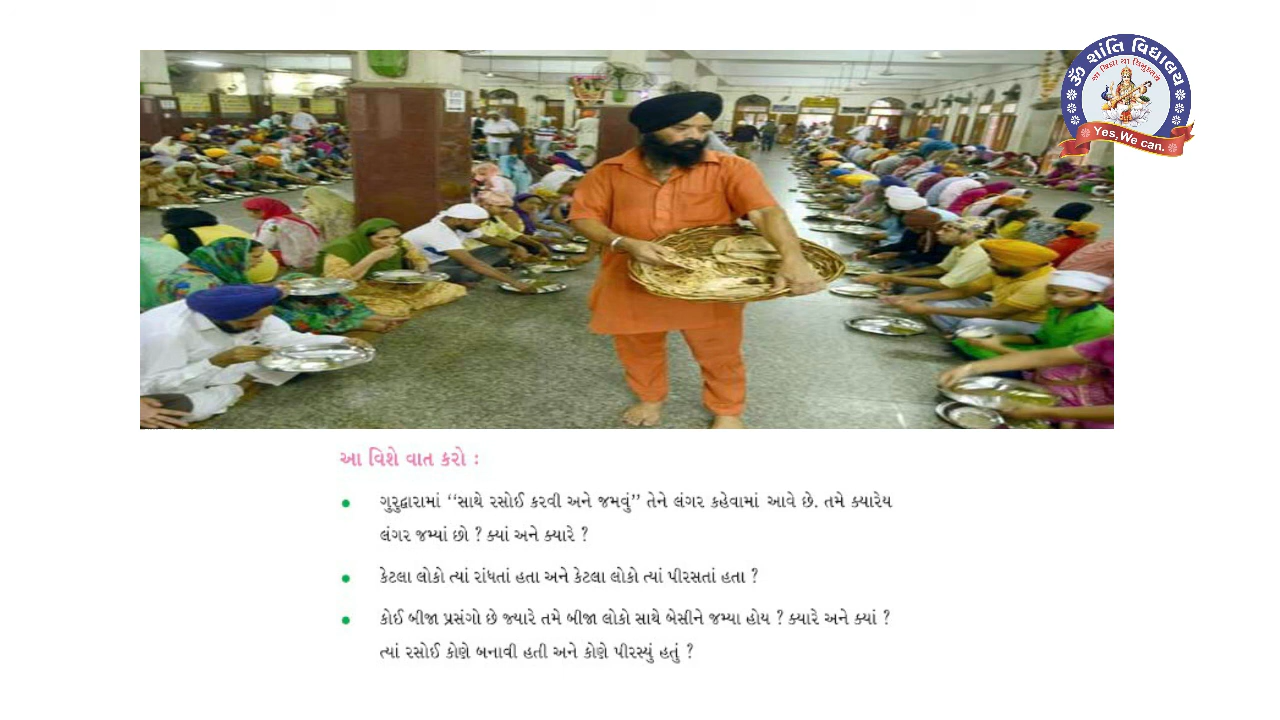 ૐ શાંતિ વિદ્યાલય
સા વિદ્યા યા વિમુક્તયે
Yes, We can.
આ વિશે વાત કરો :
ગુરુદ્વારામાં ‘‘સાથે રસોઈ કરવી અને જમવું’’ તેને લંગર કહેવામાં આવે છે. તમે ક્યારેય
લંગર જમ્યાં છો ? ક્યાં અને ક્યારે ?
કેટલા લોકો ત્યાં રાંધતાં હતા અને કેટલા લોકો ત્યાં પીરસતાં હતા ?
કોઈ બીજા પ્રસંગો છે જ્યારે તમે બીજા લોકો સાથે બેસીને જમ્યા હોય ? ક્યારે અને ક્યાં ?
ત્યાં રસોઈ કોણે બનાવી હતી અને કોણે પીરસ્યું હતું ?